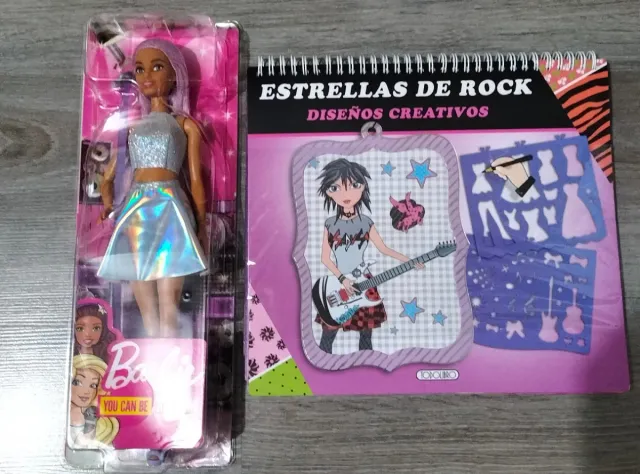 ESTRELLAS DE ROCK
DISEÑOS CREATIVOS
TODOLIBRO
Barbie
YOU CAN BE